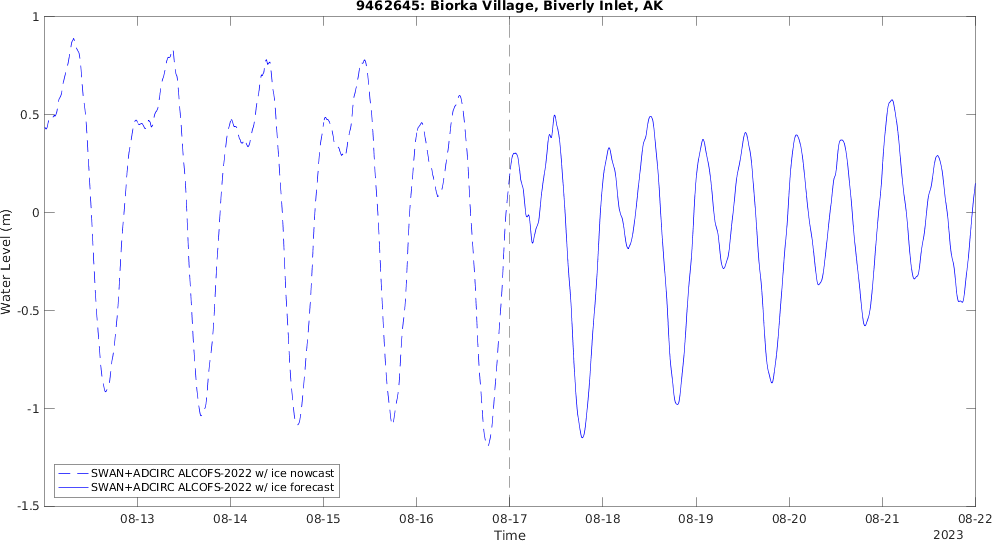 9462645: Biorka Village, Biverly Inlet, AK
Water Level (m)
1
0.5
0
-0.5
-1
-1.5
SWAN+ADCIRC ALCOFS-2022 w/ ice nowcast
SWAN+ADCIRC ALCOFS-2022 w/ ice forecast
08-13 08-14 08-15 08-16 08-17 08-18 08-19 08-20 08-21 08-22
Time
2023